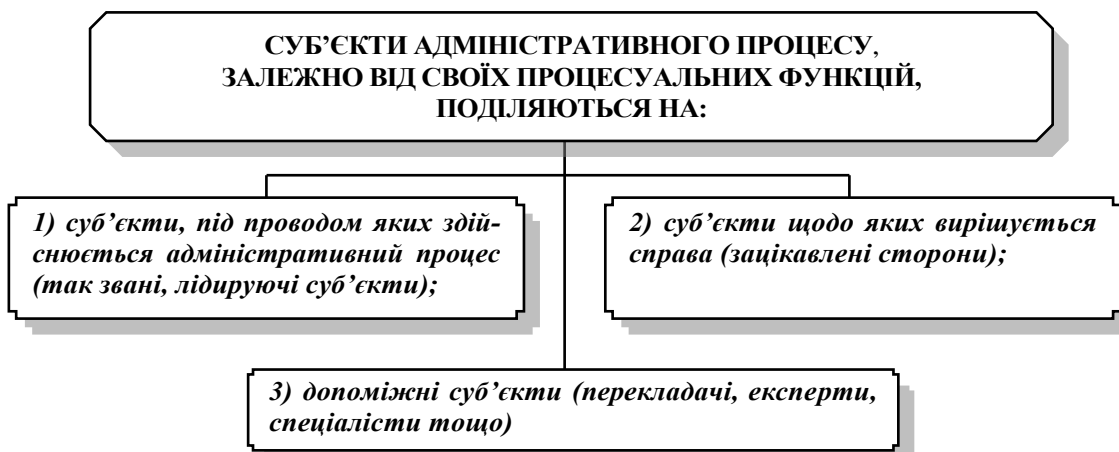 СУБ’ЄКТИ АДМІНІСТРАТИВНОГО ПРОЦЕСУ,
ЗАЛЕЖНО ВІД СВОЇХ ПРОЦЕСУАЛЬНИХ ФУНКЦІЙ,
ПОДІЛЯЮТЬСЯ НА:
1) суб’єкти, під проводом яких здій-
снюється адміністративний процес
(так звані, лідируючі суб’єкти);
2) суб’єкти щодо яких вирішується
справа (зацікавлені сторони);
3) допоміжні суб’єкти (перекладачі, експерти,
спеціалісти тощо)